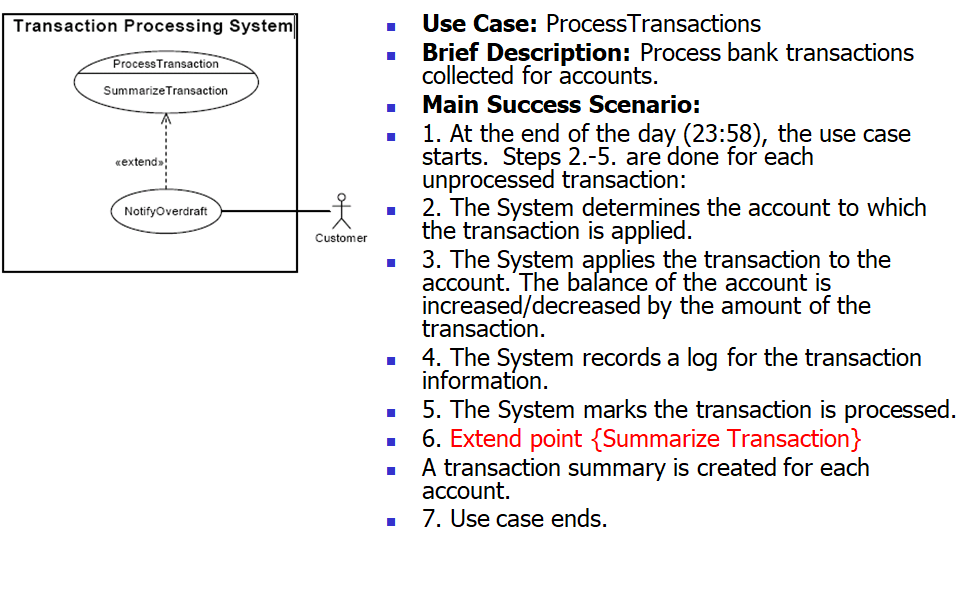 Transaction Processing System
ProcessTransaction
SummarizeTransaction
«extend»
NotifyOverdraft
Customer
Use Case: ProcessTransactions
Brief Description: Process bank transactions
collected for accounts.
Main Success Scenario:
1. At the end of the day (23:58), the use case
starts.  Steps 2.-5. are done for each
unprocessed transaction:
2. The System determines the account to which
the transaction is applied.
3. The System applies the transaction to the
account. The balance of the account is
increased/decreased by the amount of the
transaction.
4. The System records a log for the transaction
information.
5. The System marks the transaction is processed.
6. Extend point {Summarize Transaction}
A transaction summary is created for each
account.
7. Use case ends.